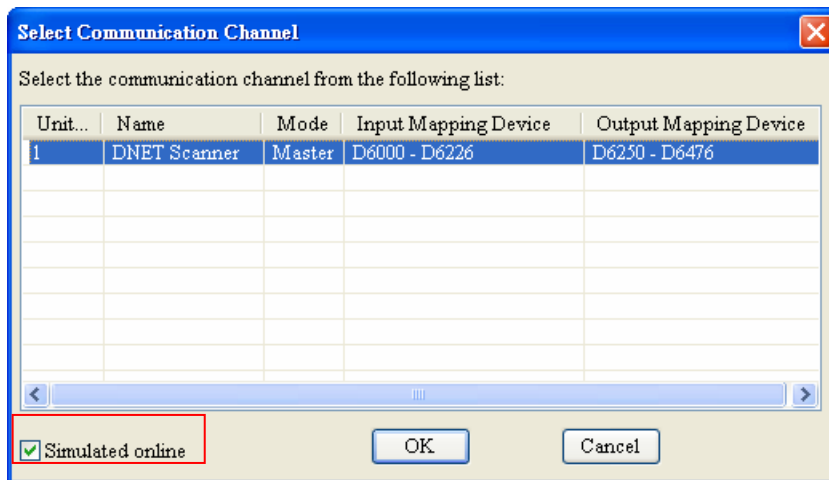 Select Communication Channel
Select the communication channel from the following list:
Unit... Name Mode Input Mapping Device Output Mapping Device
1 DNET Scanner Master D6000 - D6226 D6250 - D6476
Simulated online OK Cancel